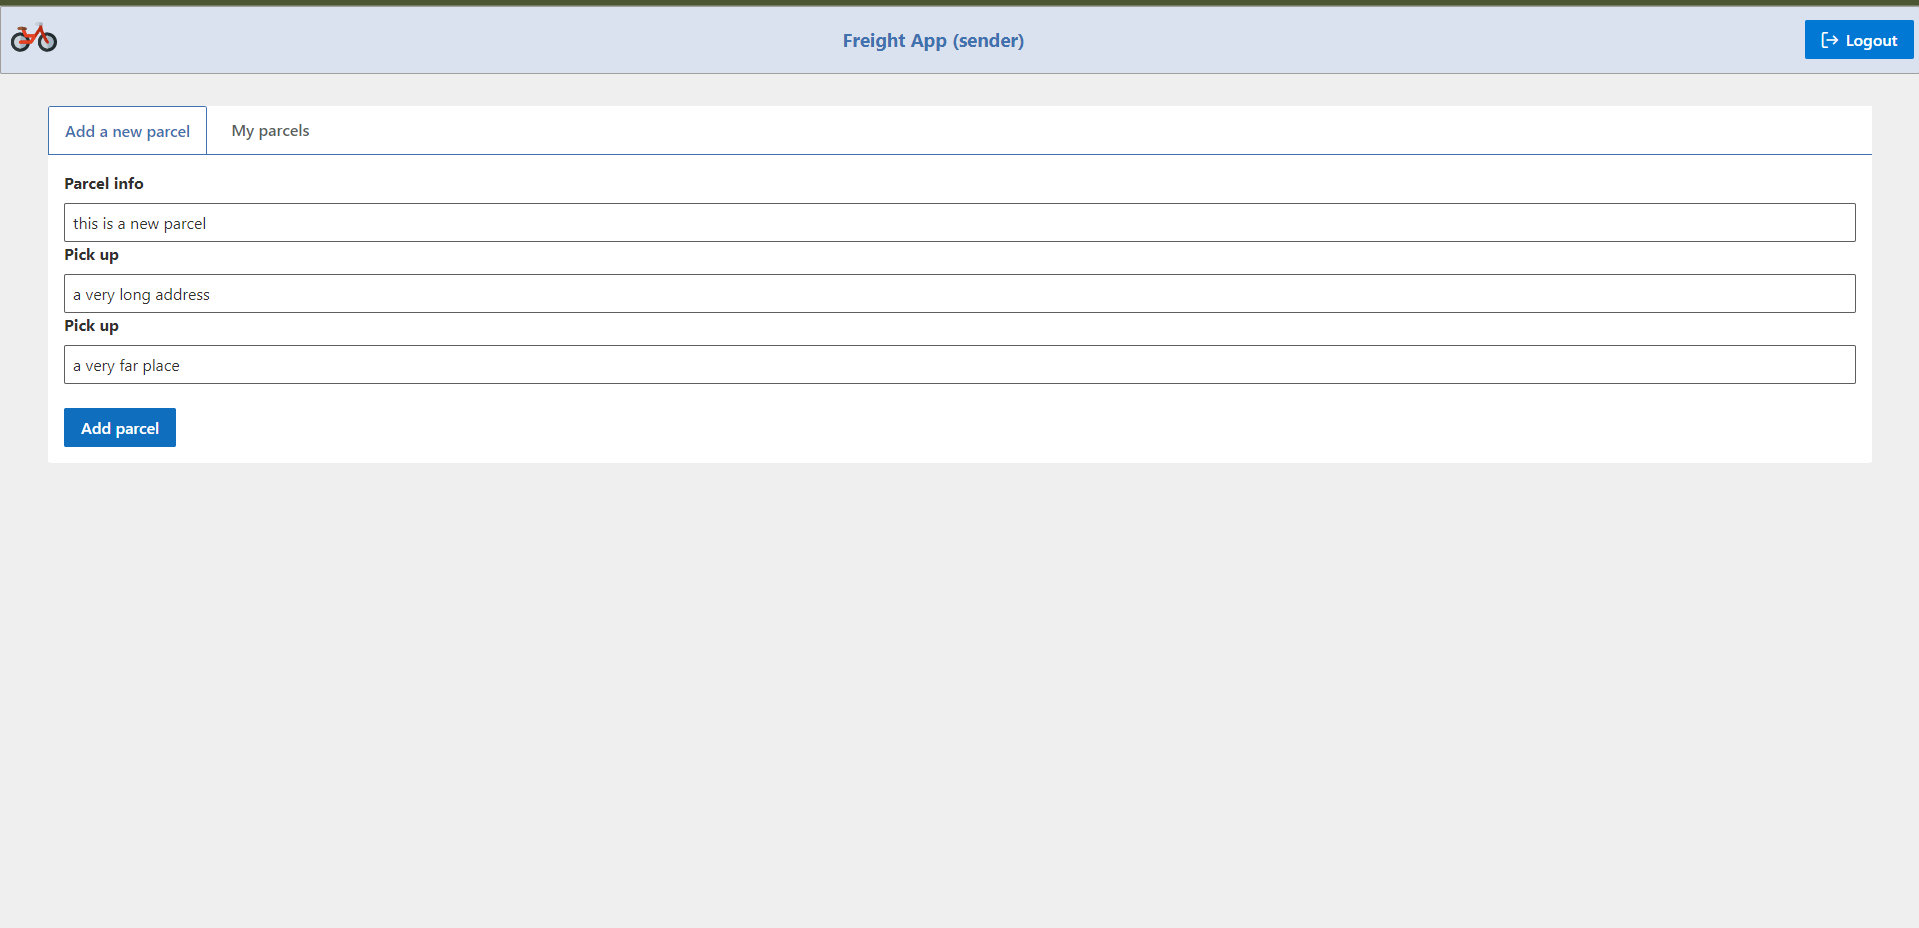 Freight App (sender)
Logout
Add a new parcel
My parcels
Parcel info
this is a new parcel
Pick up
a very long address
Pick up
a very far place
Add parcel